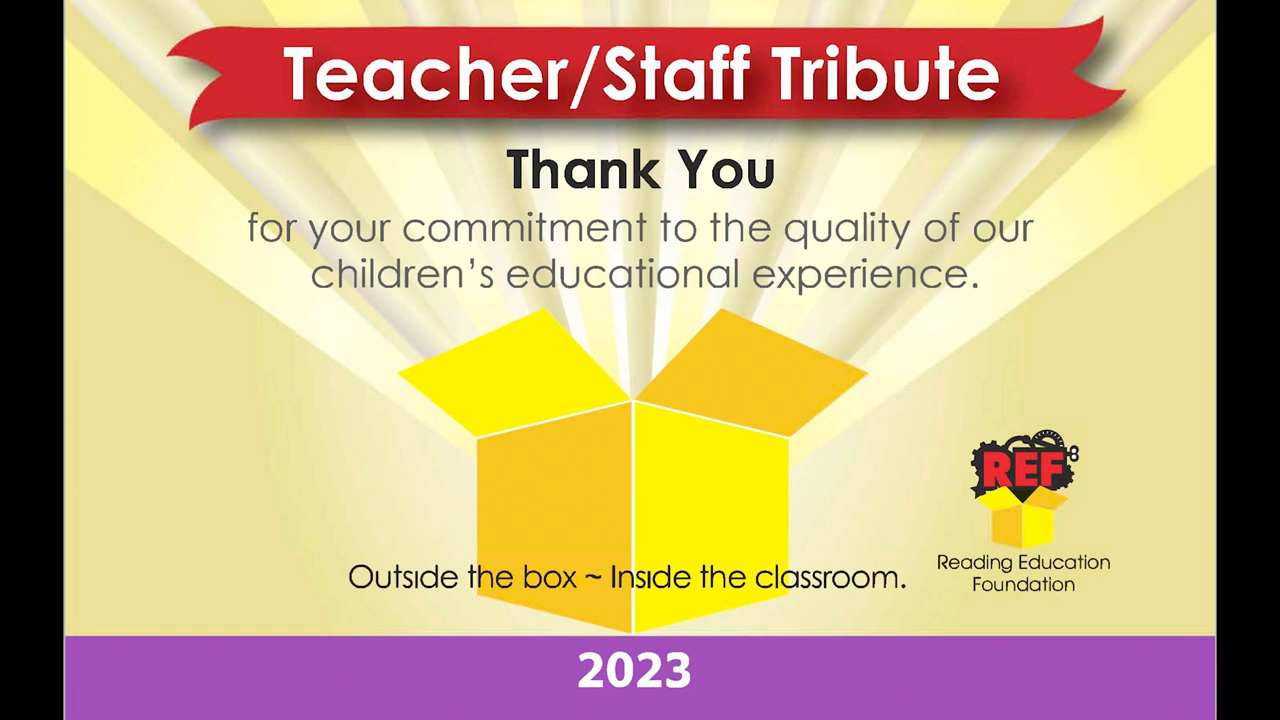 Teacher/Staff Tribute
Thank You
for your commitment to the quality of our
children's educational experience.
REF
Reading Education
Foundation
Outside the box ~ Inside the classroom.
2023